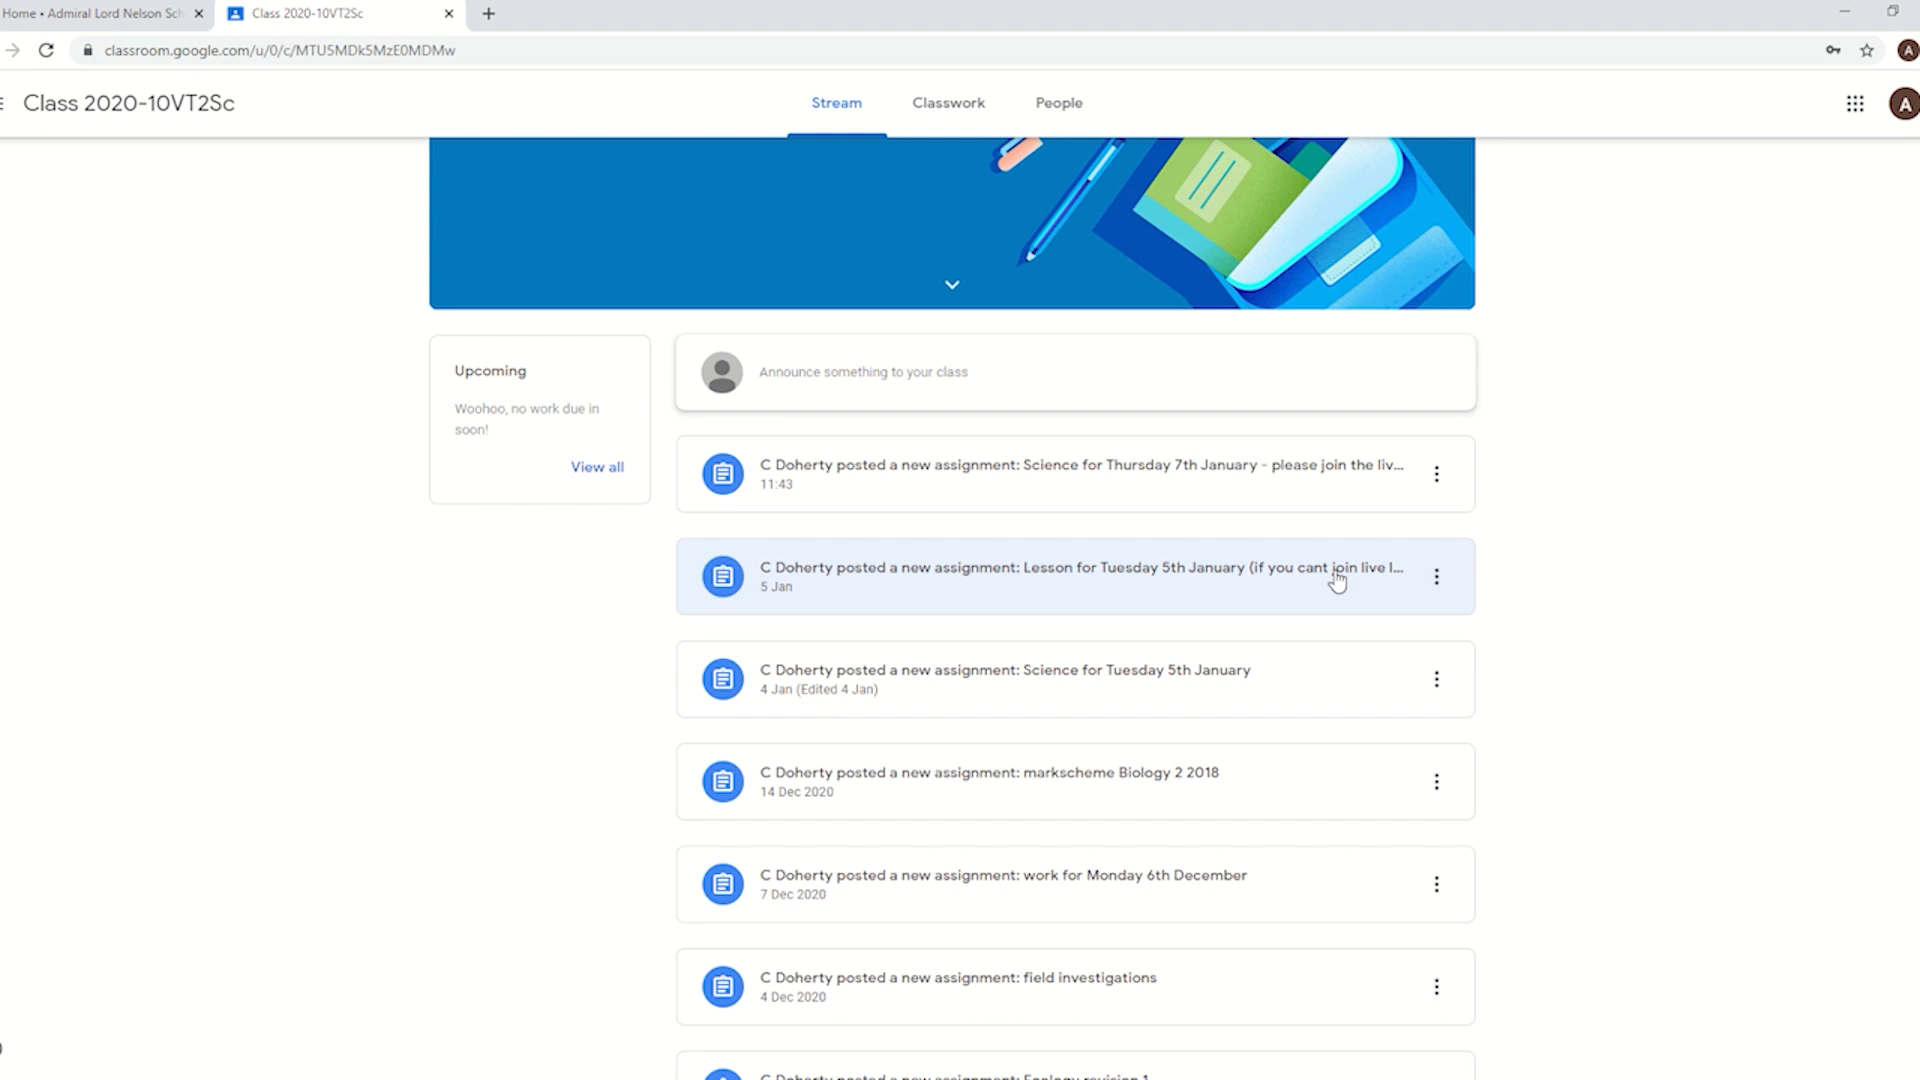 Home • Admiral Lord Nelson Sch
Class 2020-10VT2Sc
classroom.google.com/u/0/c/MTU5MDk5MzE0MDMw
A
Class 2020-10VT2Sc
Stream
Classwork
People
A
Upcoming
Woohoo, no work due in
soon!
View all
Announce something to your class
C Doherty posted a new assignment: Science for Thursday 7th January - please join the liv...
11:43
C Doherty posted a new assignment: Lesson for Tuesday 5th January (if you cant join live l...
5 Jan
C Doherty posted a new assignment: Science for Tuesday 5th January
4 Jan (Edited 4 Jan)
C Doherty posted a new assignment: markscheme Biology 2 2018
14 Dec 2020
C Doherty posted a new assignment: work for Monday 6th December
7 Dec 2020
C Doherty posted a new assignment: field investigations
4 Dec 2020
C Doherty posted a new assignment: Ecology revision 1